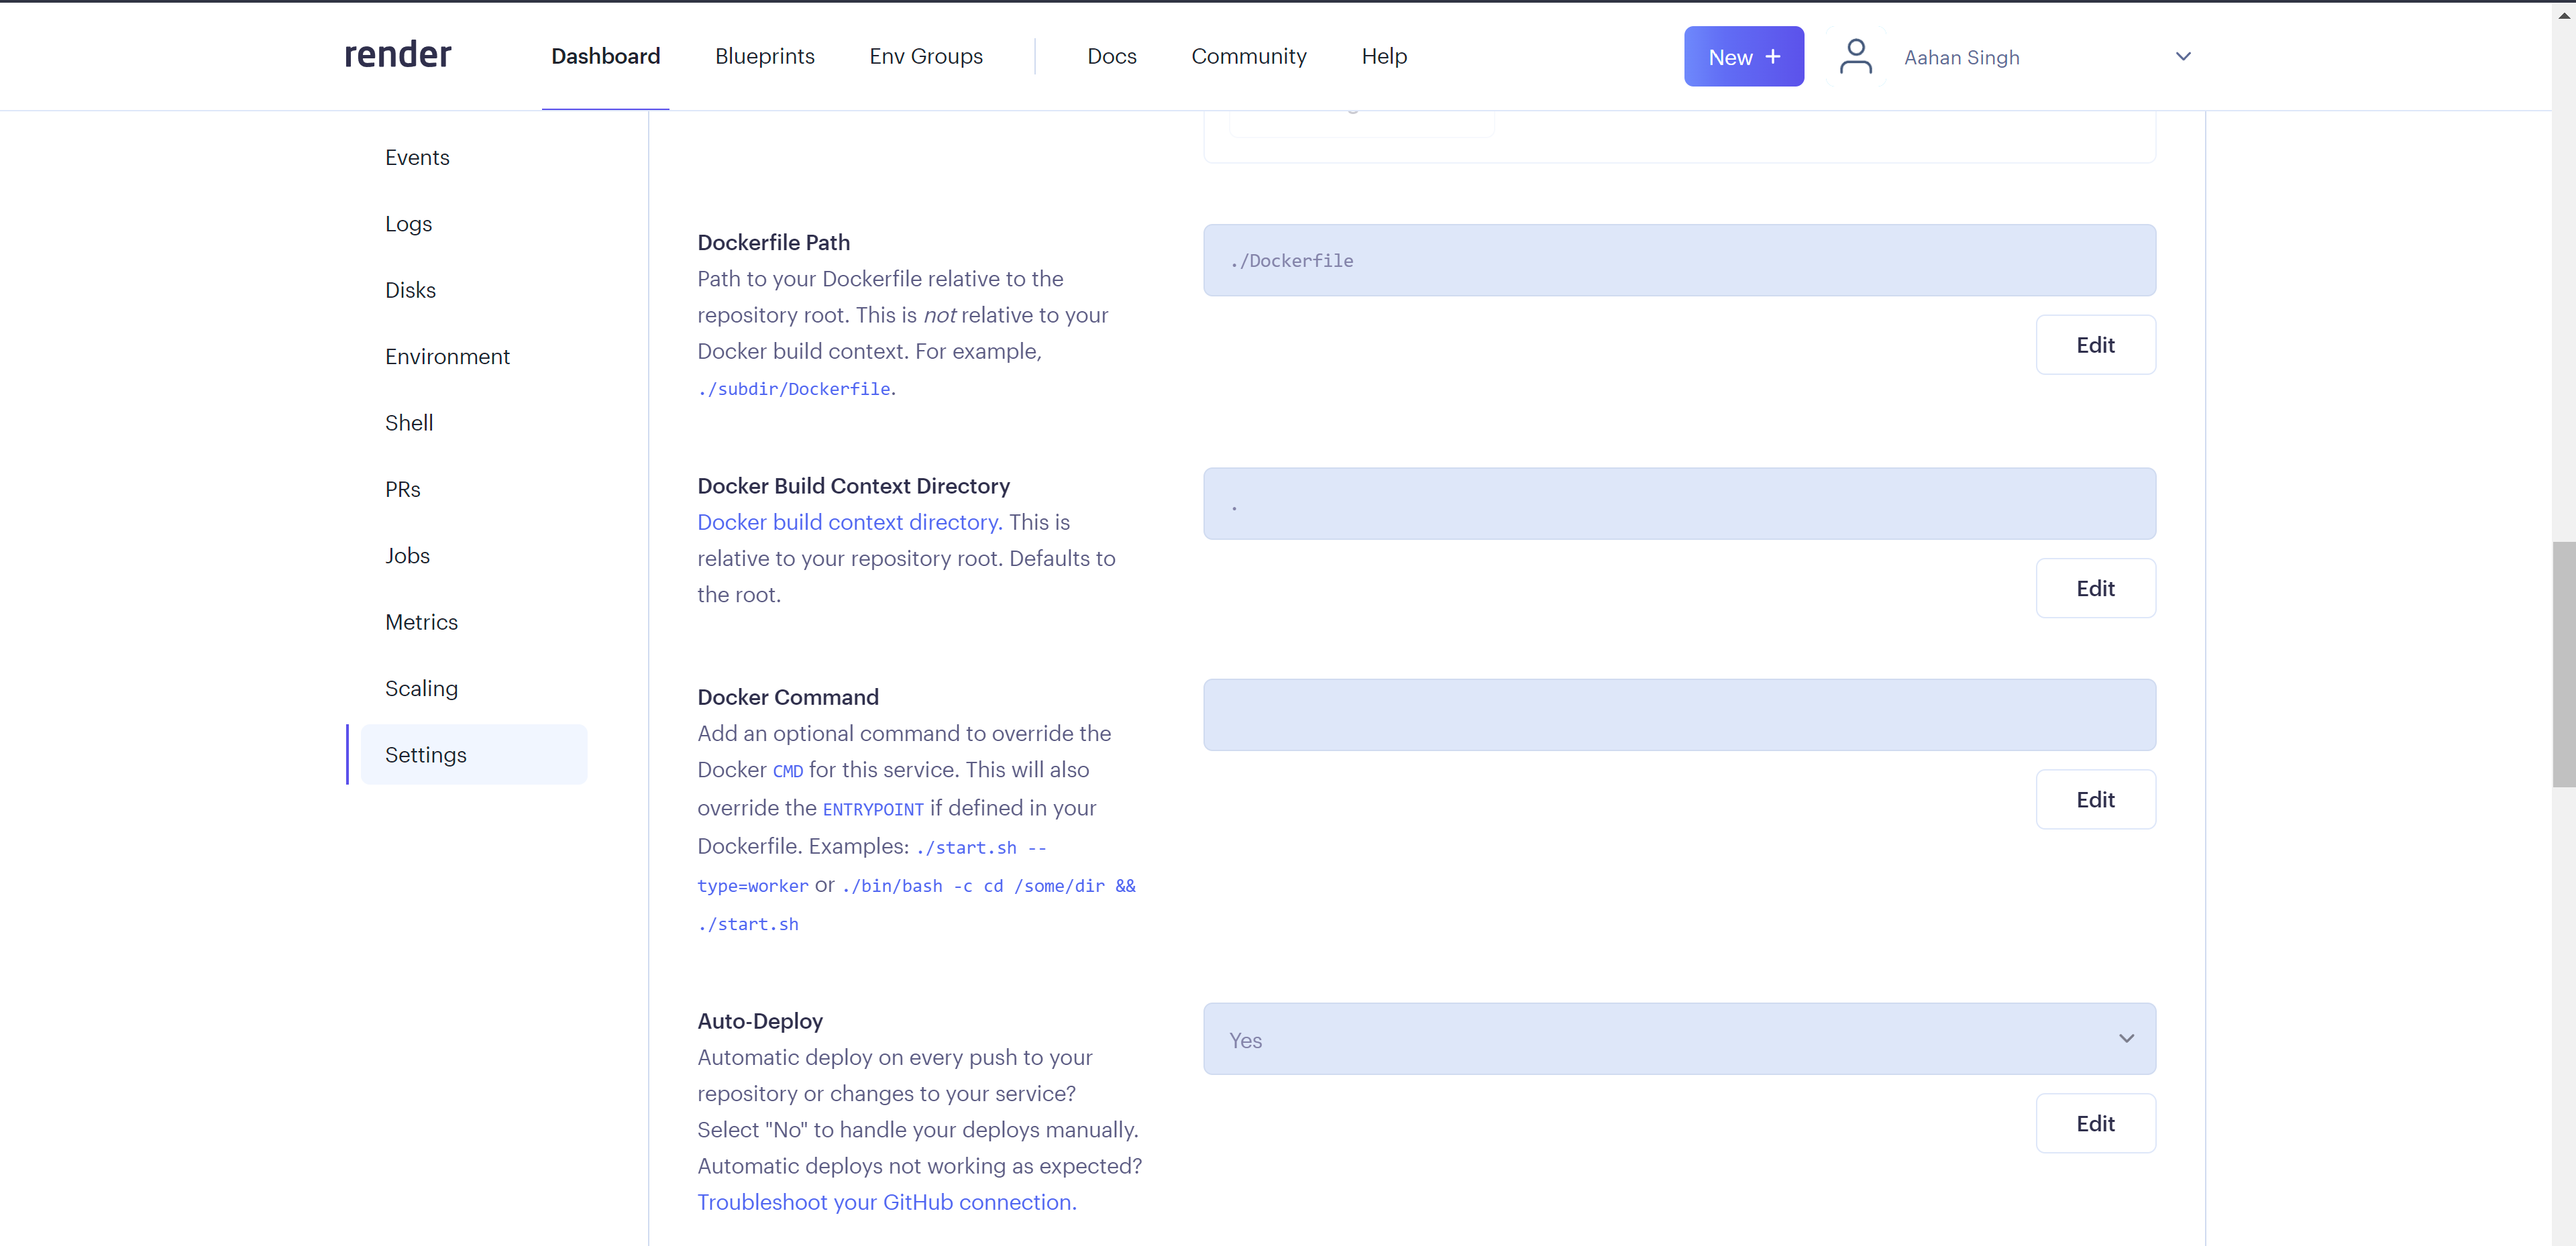 render
Dashboard
Blueprints
Env Groups
Docs
Community
Help
New +
Aahan Singh
Events
Logs
Disks
Environment
Shell
PRs
Jobs
Metrics
Scaling
Settings
Dockerfile Path
Path to your Dockerfile relative to the
repository root. This is not relative to your
Docker build context. For example,
./subdir/Dockerfile.
./Dockerfile
Edit
Docker Build Context Directory
Docker build context directory. This is
relative to your repository root. Defaults to
the root.
.
Edit
Docker Command
Add an optional command to override the
Docker CMD for this service. This will also
override the ENTRYPOINT if defined in your
Dockerfile. Examples: ./start.sh --
type=worker or ./bin/bash -c cd /some/dir &&
./start.sh
Edit
Auto-Deploy
Automatic deploy on every push to your
repository or changes to your service?
Select "No" to handle your deploys manually.
Automatic deploys not working as expected?
Troubleshoot your GitHub connection.
Yes
Edit